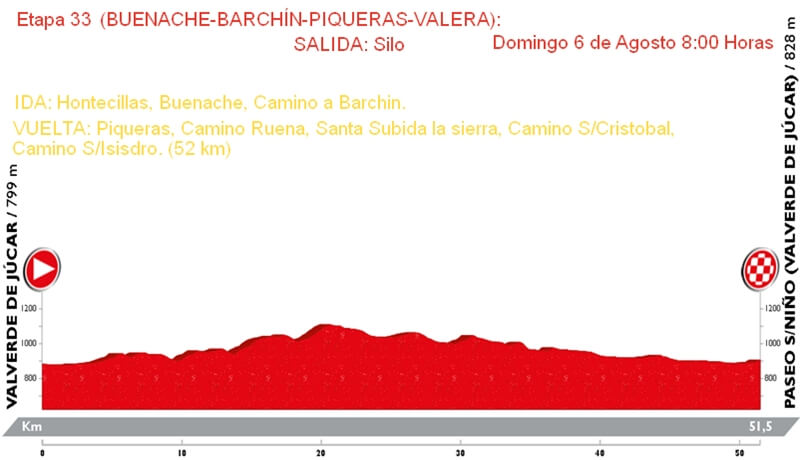 Etapa 33 (BUENACHE-BARCHÍN-PIQUERAS-VALERA):
SALIDA: Silo
Domingo 6 de Agosto 8:00 Horas
IDA: Hontecillas, Buenache, Camino a Barchin.
VUELTA: Piqueras, Camino Ruena, Santa Subida la sierra, Camino S/Cristobal,
Camino S/Isisdro. (52 km)
VALVERDE DE JÚCAR / 799 m
PASEO S/NIÑO (VALVERDE DE JÚCAR) / 828 m
1200
1000
800
1200
1000
800
Km
51,5
0
10
20
30
40
50